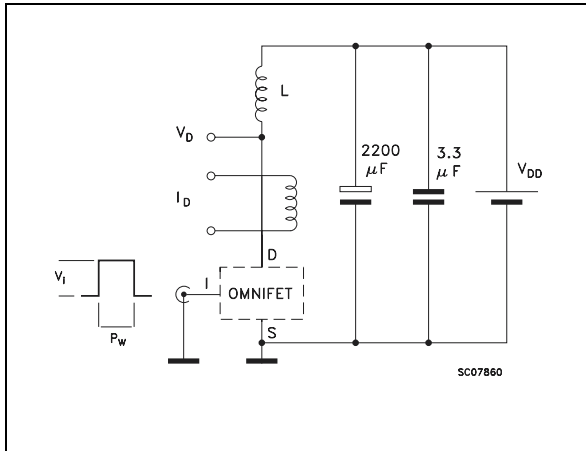 L
V_D
2200
µF
3.3
µF
V_DD
I_D
D
V_i
I
OMNIFET
S
P_W
SC07860